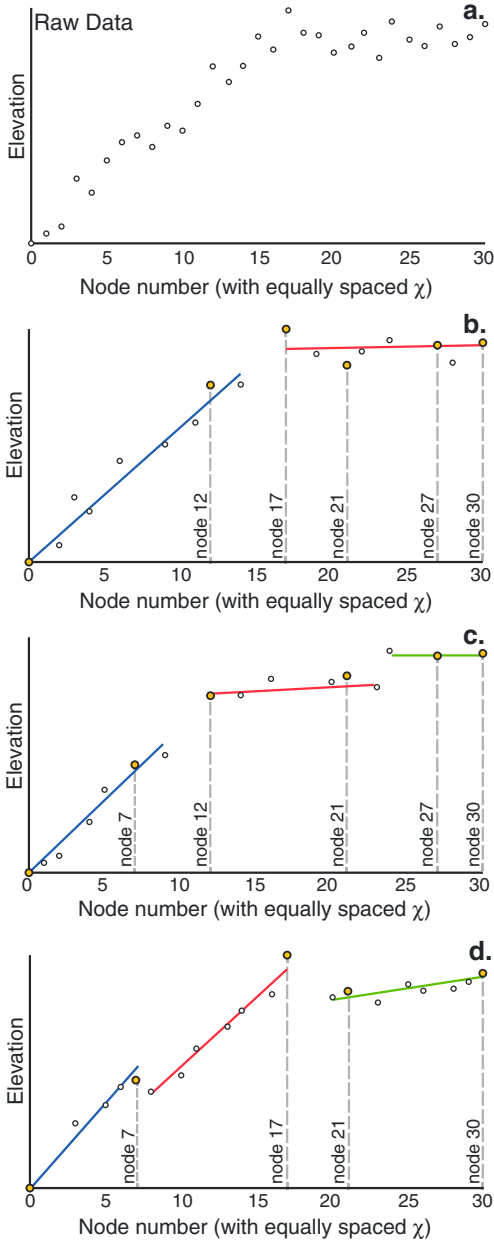 Raw Data
a.
Elevation
0 5 10 15 20 25 30
Node number (with equally spaced χ)
b.
Elevation
node 12
node 17
node 21
node 27
node 30
0 5 10 15 20 25 30
Node number (with equally spaced χ)
c.
Elevation
node 7
node 12
node 21
node 27
node 30
0 5 10 15 20 25 30
Node number (with equally spaced χ)
d.
Elevation
node 7
node 17
node 21
node 30
0 5 10 15 20 25 30
Node number (with equally spaced χ)